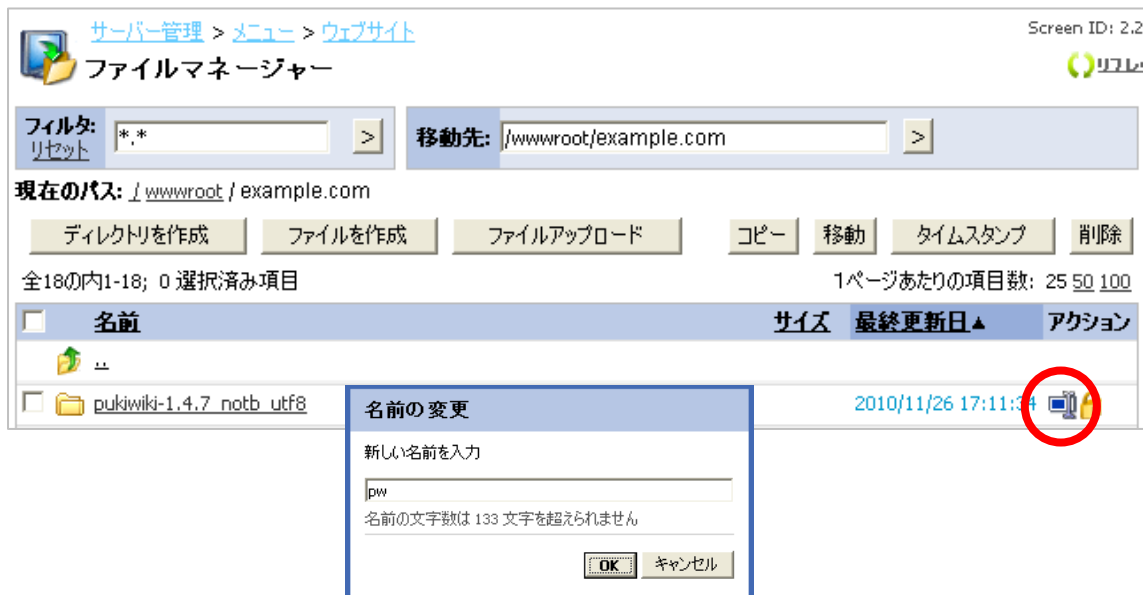 サーバー管理 > メニュー > ウェブサイト
Screen ID: 2.2
ファイルマネージャー
リフレ
フィルタ: *.* >
リセット
移動先: /wwwroot/example.com >
現在のパス: / wwwroot / example.com
ディレクトリを作成 ファイルを作成 ファイルアップロード コピー 移動 タイムスタンプ 削除
全18の内1-18; 0 選択済み項目
1ページあたりの項目数: 25 50 100
名前 サイズ 最終更新日▲ アクション
..
pukiwiki-1.4.7_notb_utf8 2010/11/26 17:11:34
名前の変更
新しい名前を入力
pw
名前の文字数は 133 文字を超えられません
OK キャンセル